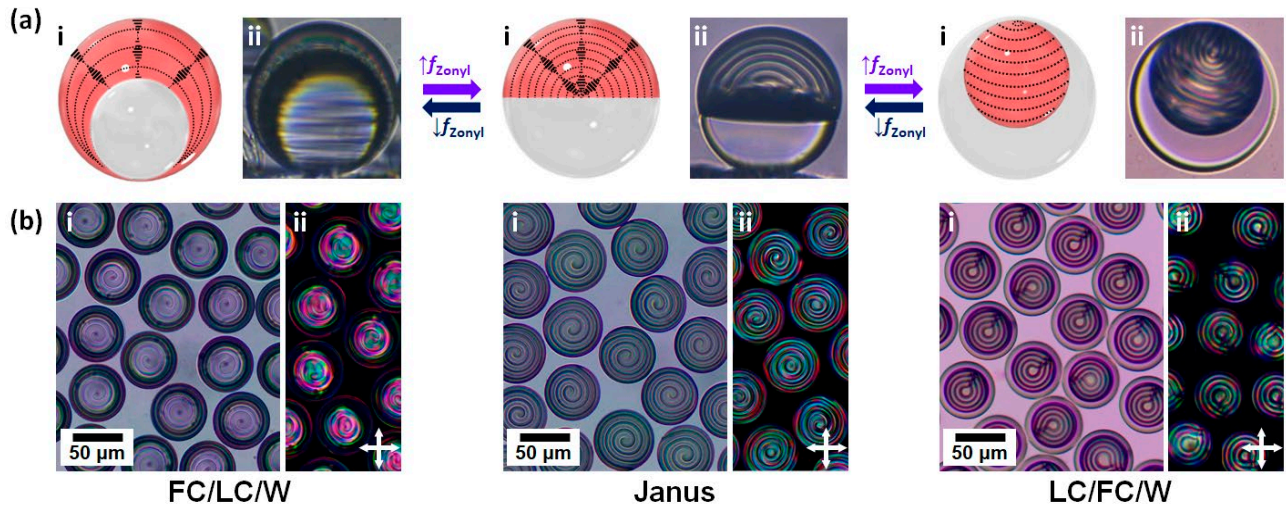 (a)
i
ii
↑fZonyl
↓fZonyl
i
ii
↑fZonyl
↓fZonyl
i
ii
(b)
i
ii
50 µm
i
ii
50 µm
i
ii
50 µm
FC/LC/W
Janus
LC/FC/W